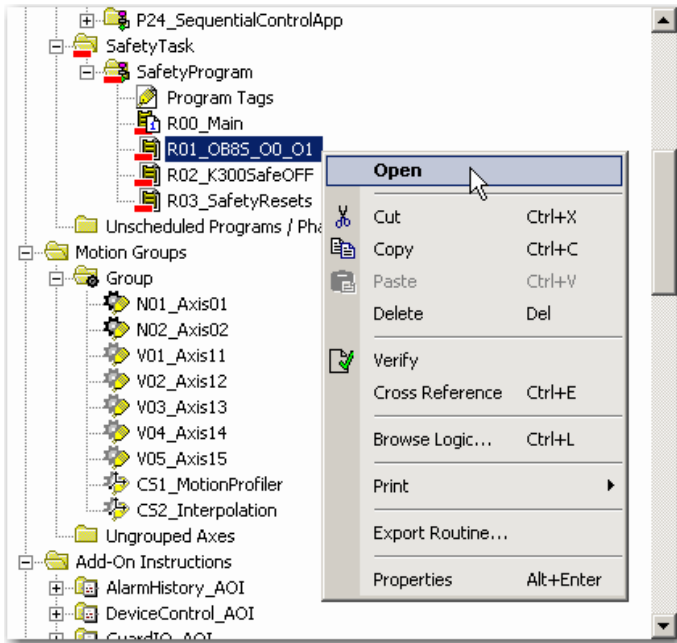 P24_SequentialControlApp
SafetyTask
SafetyProgram
Program Tags
R00_Main
R01_OB8S_O0_O1
R02_K300SafeOFF
R03_SafetyResets
Unscheduled Programs / Pha
Motion Groups
Group
N01_Axis01
N02_Axis02
V01_Axis11
V02_Axis12
V03_Axis13
V04_Axis14
V05_Axis15
CS1_MotionProfiler
CS2_Interpolation
Ungrouped Axes
Add-On Instructions
AlarmHistory_AOI
DeviceControl_AOI
GuardIO_AOI
Open
Cut Ctrl+X
Copy Ctrl+C
Paste Ctrl+V
Delete Del
Verify
Cross Reference Ctrl+E
Browse Logic... Ctrl+L
Print
Export Routine...
Properties Alt+Enter